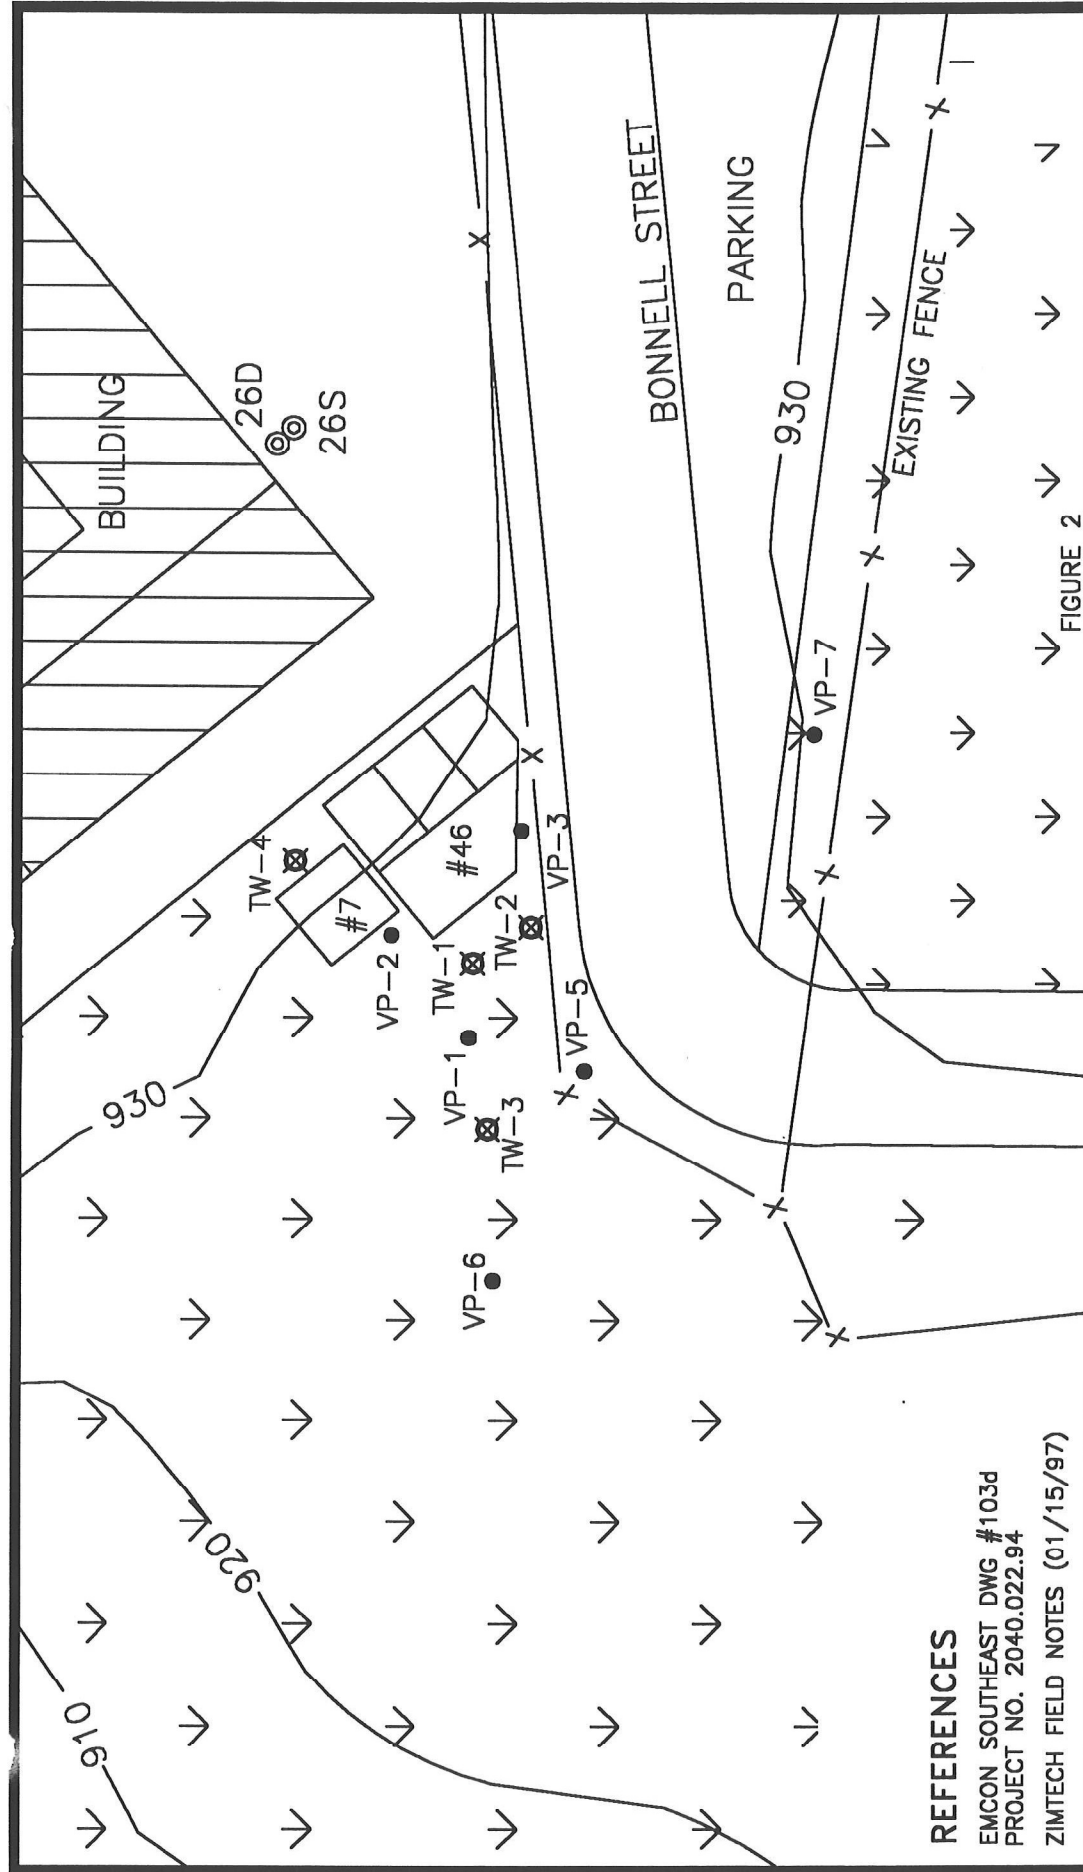 BUILDING
26D
26S
BONNELL STREET
PARKING
930
EXISTING FENCE
TW-4
#7
#46
VP-2
TW-1
TW-2
VP-3
VP-7
VP-1
VP-5
TW-3
VP-6
930
920
910
REFERENCES
EMCON SOUTHEAST DWG #103d
PROJECT NO. 2040.022.94
ZIMTECH FIELD NOTES (01/15/97)
FIGURE 2